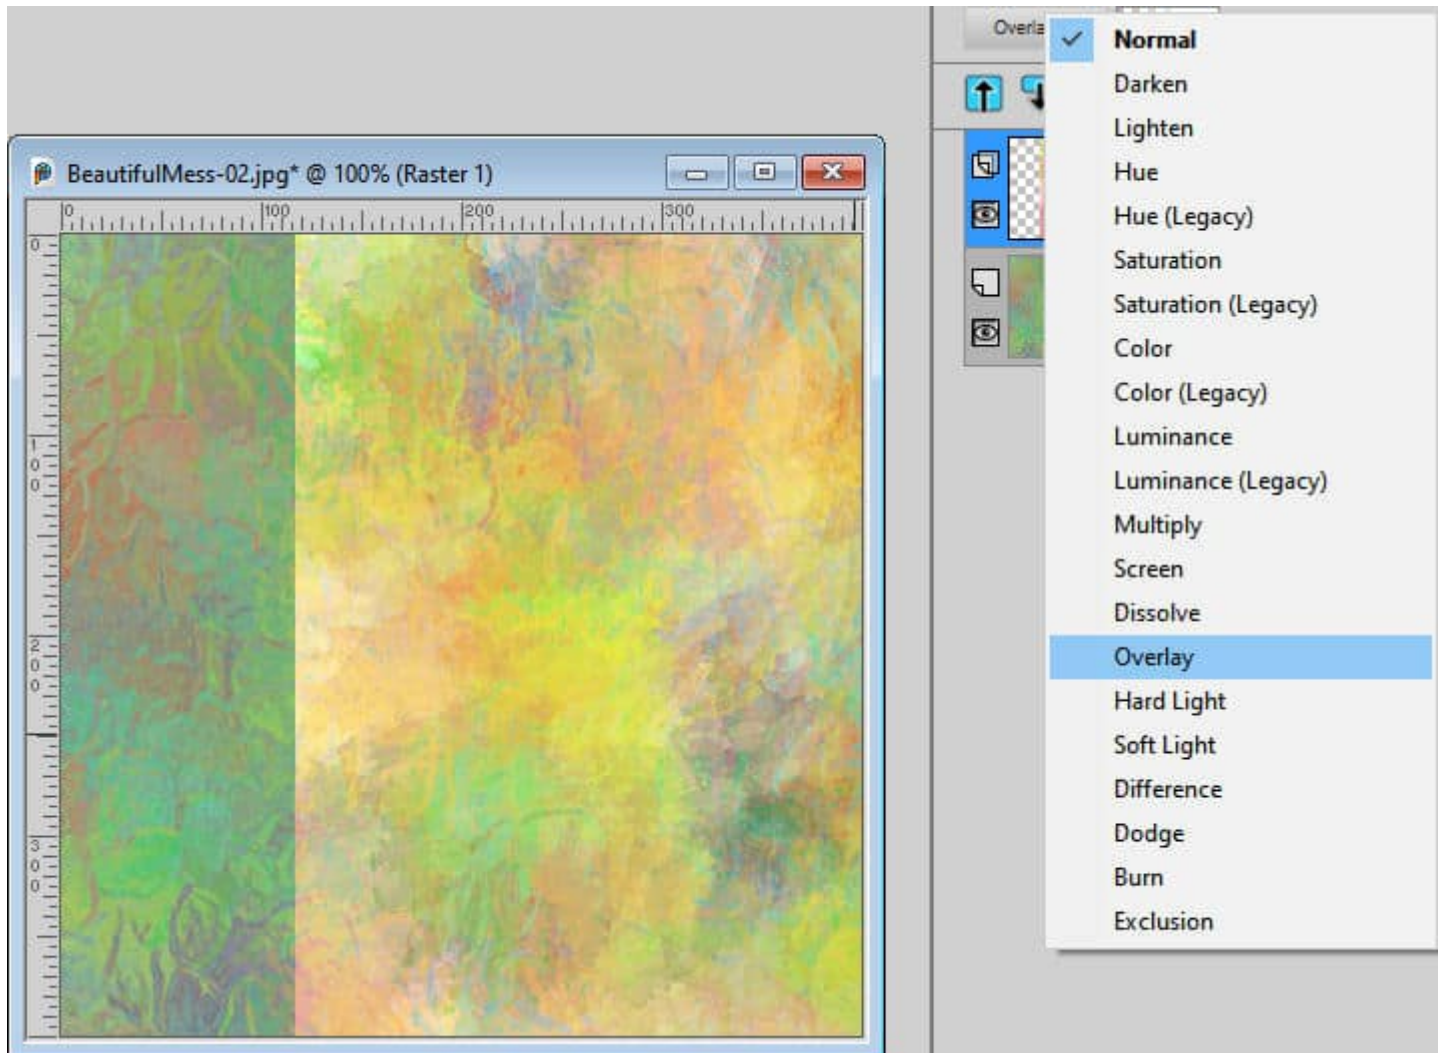 Overla
Normal
Darken
Lighten
Hue
Hue (Legacy)
Saturation
Saturation (Legacy)
Color
Color (Legacy)
Luminance
Luminance (Legacy)
Multiply
Screen
Dissolve
Overlay
Hard Light
Soft Light
Difference
Dodge
Burn
Exclusion
BeautifulMess-02.jpg* @ 100% (Raster 1)
0 100 200 300
0
100
200
300